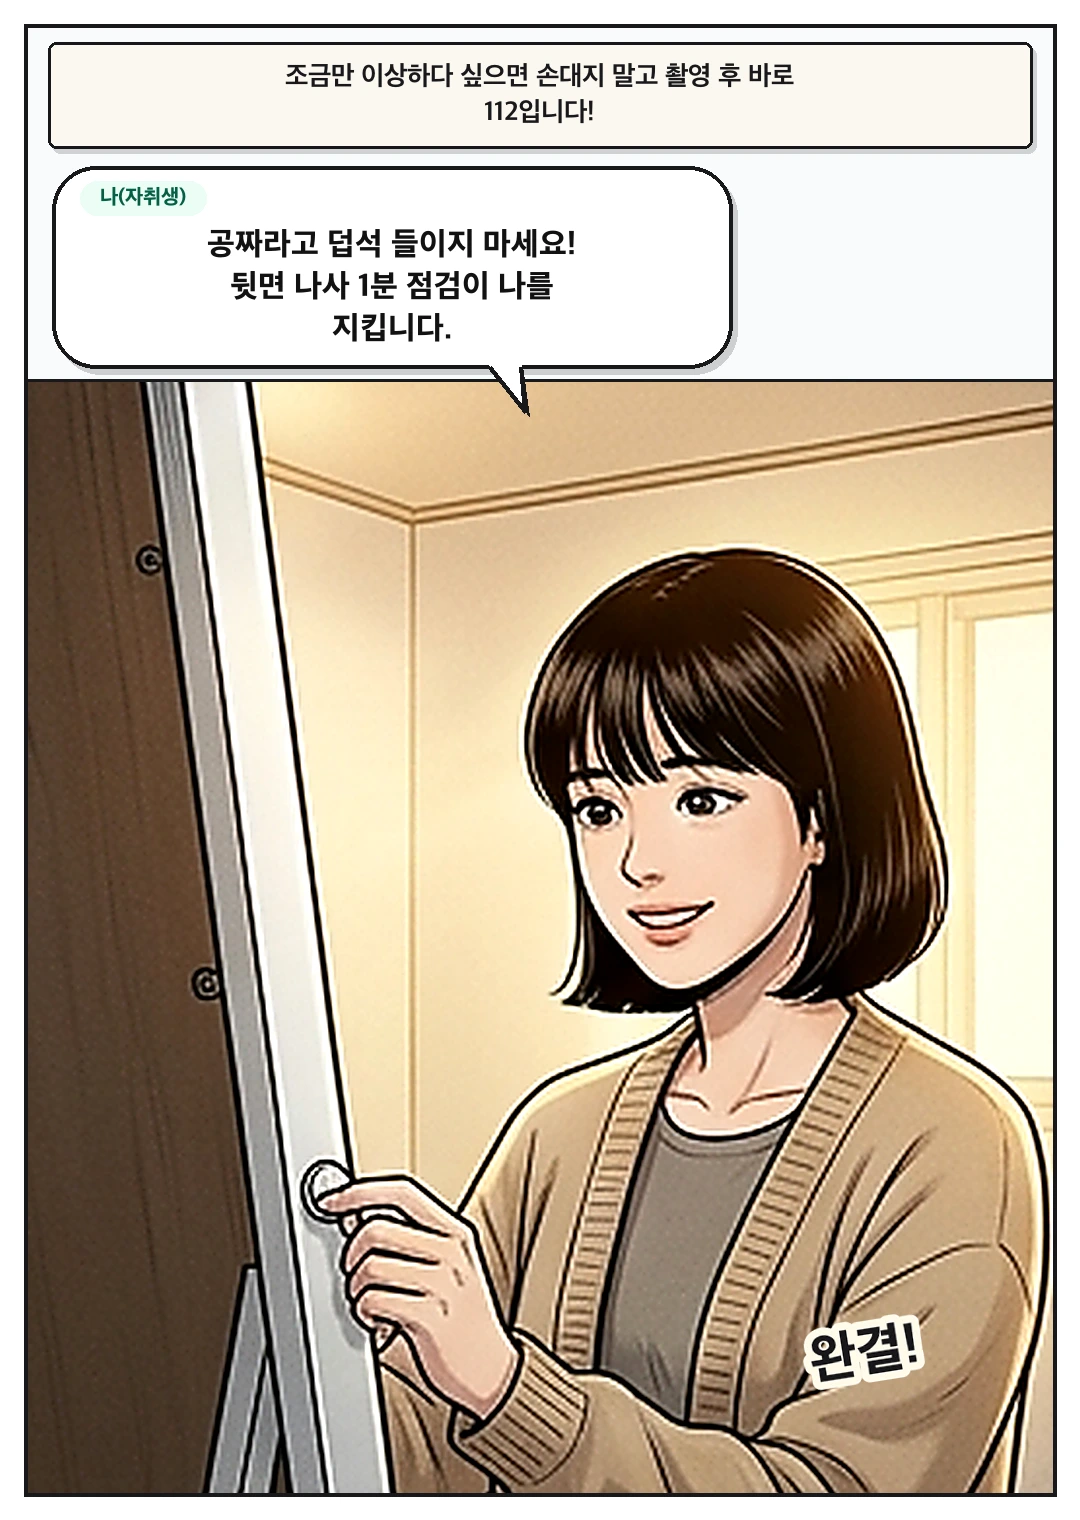 조금만 이상하다 싶으면 손대지 말고 촬영 후 바로
112입니다!
나(자취생)
공짜라고 덥석 들이지 마세요!
뒷면 나사 1분 점검이 나를
지킵니다.
완결!